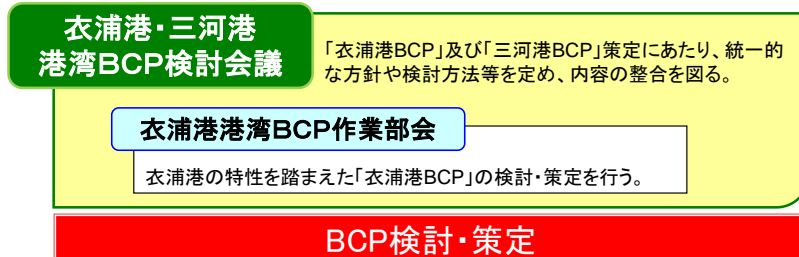 衣浦港・三河港
港湾BCP検討会議
「衣浦港BCP」及び「三河港BCP」策定にあたり、統一的
な方針や検討方法等を定め、内容の整合を図る。
衣浦港港湾BCP作業部会
衣浦港の特性を踏まえた「衣浦港BCP」の検討・策定を行う。
BCP検討・策定